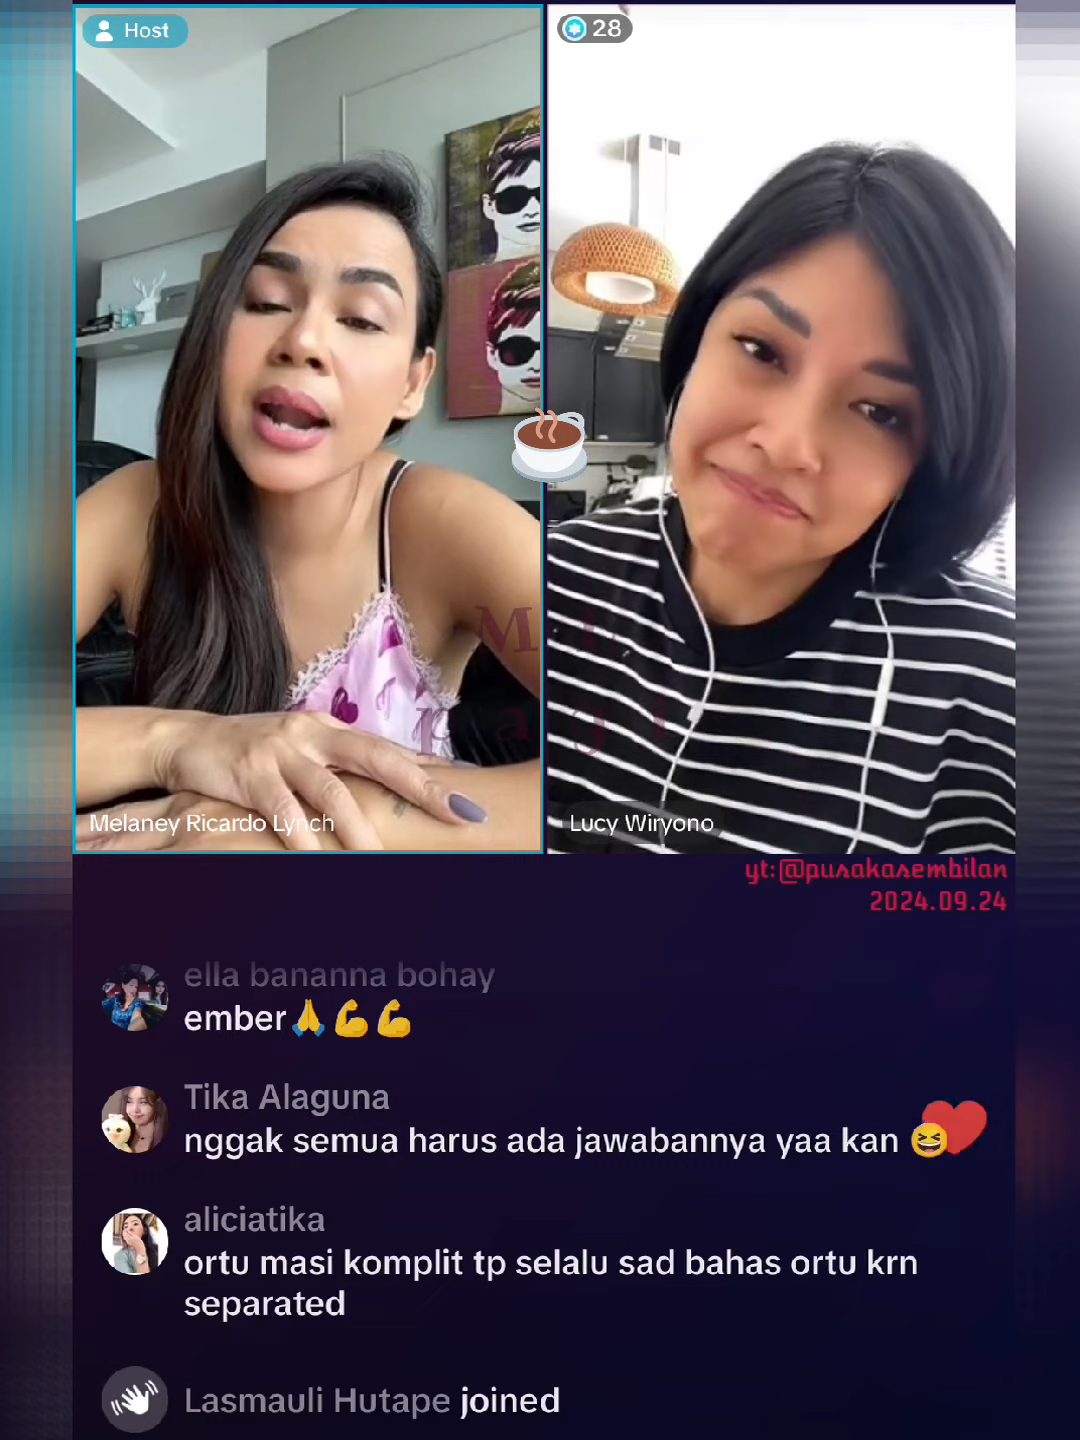 Host
28
Melaney Ricardo Lynch
Lucy Wiryono
yt:@pusakasembilan
2024.09.24
ella bananna bohay
ember🙏💪💪
Tika Alaguna
nggak semua harus ada jawabannya yaa kan 😆
aliciatika
ortu masi komplit tp selalu sad bahas ortu krn
separated
Lasmauli Hutape joined